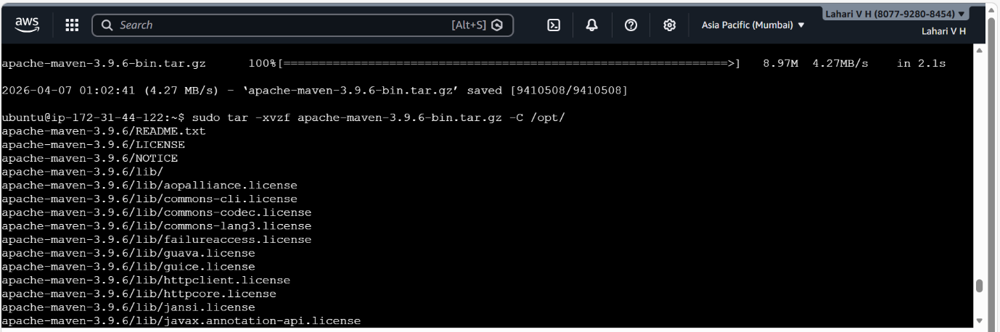 aws
Search [Alt+S]
Asia Pacific (Mumbai) ▼
Lahari V H (8077-9280-8454) ▼
Lahari V H
apache-maven-3.9.6-bin.tar.gz 100%[===============================================================>] 8.97M 4.27MB/s in 2.1s
2026-04-07 01:02:41 (4.27 MB/s) - ‘apache-maven-3.9.6-bin.tar.gz’ saved [9410508/9410508]
ubuntu@ip-172-31-44-122:~$ sudo tar -xvzf apache-maven-3.9.6-bin.tar.gz -C /opt/
apache-maven-3.9.6/README.txt
apache-maven-3.9.6/LICENSE
apache-maven-3.9.6/NOTICE
apache-maven-3.9.6/lib/
apache-maven-3.9.6/lib/aopalliance.license
apache-maven-3.9.6/lib/commons-cli.license
apache-maven-3.9.6/lib/commons-codec.license
apache-maven-3.9.6/lib/commons-lang3.license
apache-maven-3.9.6/lib/failureaccess.license
apache-maven-3.9.6/lib/guava.license
apache-maven-3.9.6/lib/guice.license
apache-maven-3.9.6/lib/httpclient.license
apache-maven-3.9.6/lib/httpcore.license
apache-maven-3.9.6/lib/jansi.license
apache-maven-3.9.6/lib/javax.annotation-api.license